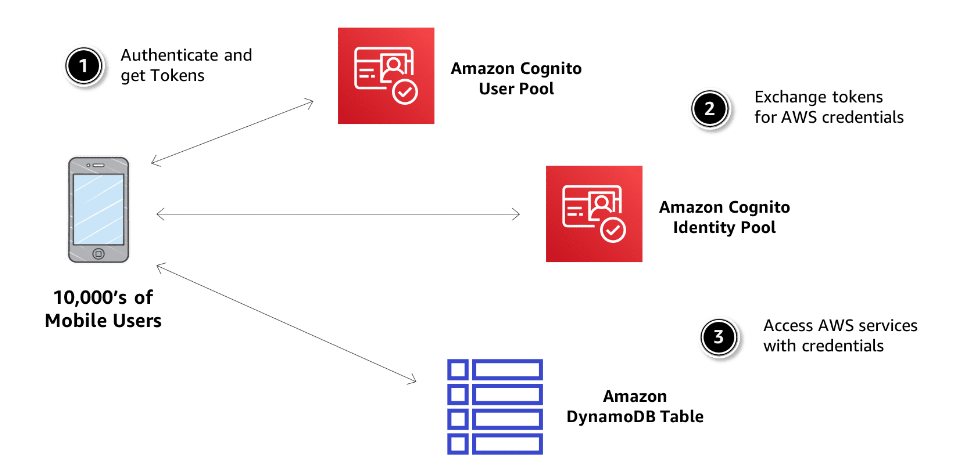 1
Authenticate and
get Tokens
Amazon Cognito
User Pool
2
Exchange tokens
for AWS credentials
Amazon Cognito
Identity Pool
10,000’s of
Mobile Users
3
Access AWS services
with credentials
Amazon
DynamoDB Table